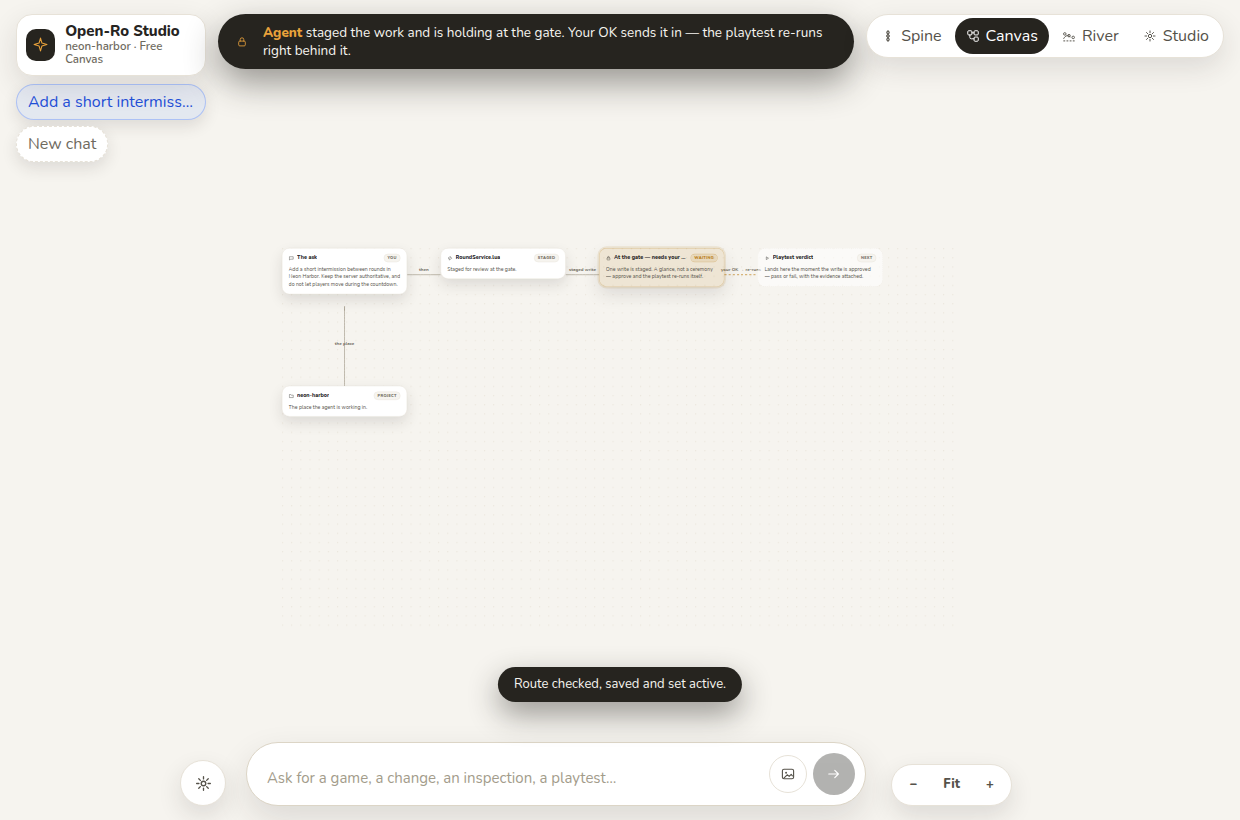 Open-Ro Studio
neon-harbor · Free
Canvas
Agent staged the work and is holding at the gate. Your OK sends it in — the playtest re-runs
right behind it.
Spine
Canvas
River
Studio
Add a short intermiss...
New chat
The ask
YOU
Add a short intermission between rounds in
Neon Harbor. Keep the server authoritative, and
do not let players move during the countdown.
then
RoundService.lua
STAGED
Staged for review at the gate.
staged write
At the gate — needs your ...
WAITING
One write is staged. A glance, not a ceremony
— approve and the playtest re-runs itself.
your OK
Playtest verdict
NEXT
Lands here the moment the write is approved
— pass or fail, with the evidence attached.
the place
neon-harbor
PROJECT
The place the agent is working in.
Route checked, saved and set active.
Ask for a game, a change, an inspection, a playtest...
− Fit +